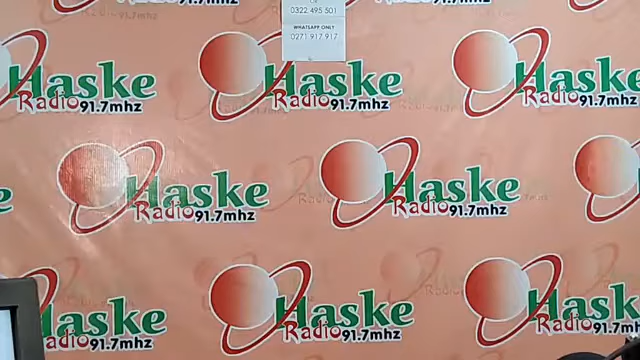 91.7mhz
OR
0322 495 501
WHATSAPP ONLY
0271 917 917
Haske
Radio 91.7mhz
Haske
Radio 91.7mhz
Haske
Radio 91.7mhz
Haske
Radio 91.7mhz
Haske
Radio 91.7mhz
Haske
Radio 91.7mhz
Haske
Radio 91.7mhz
Haske
Radio 91.7mhz